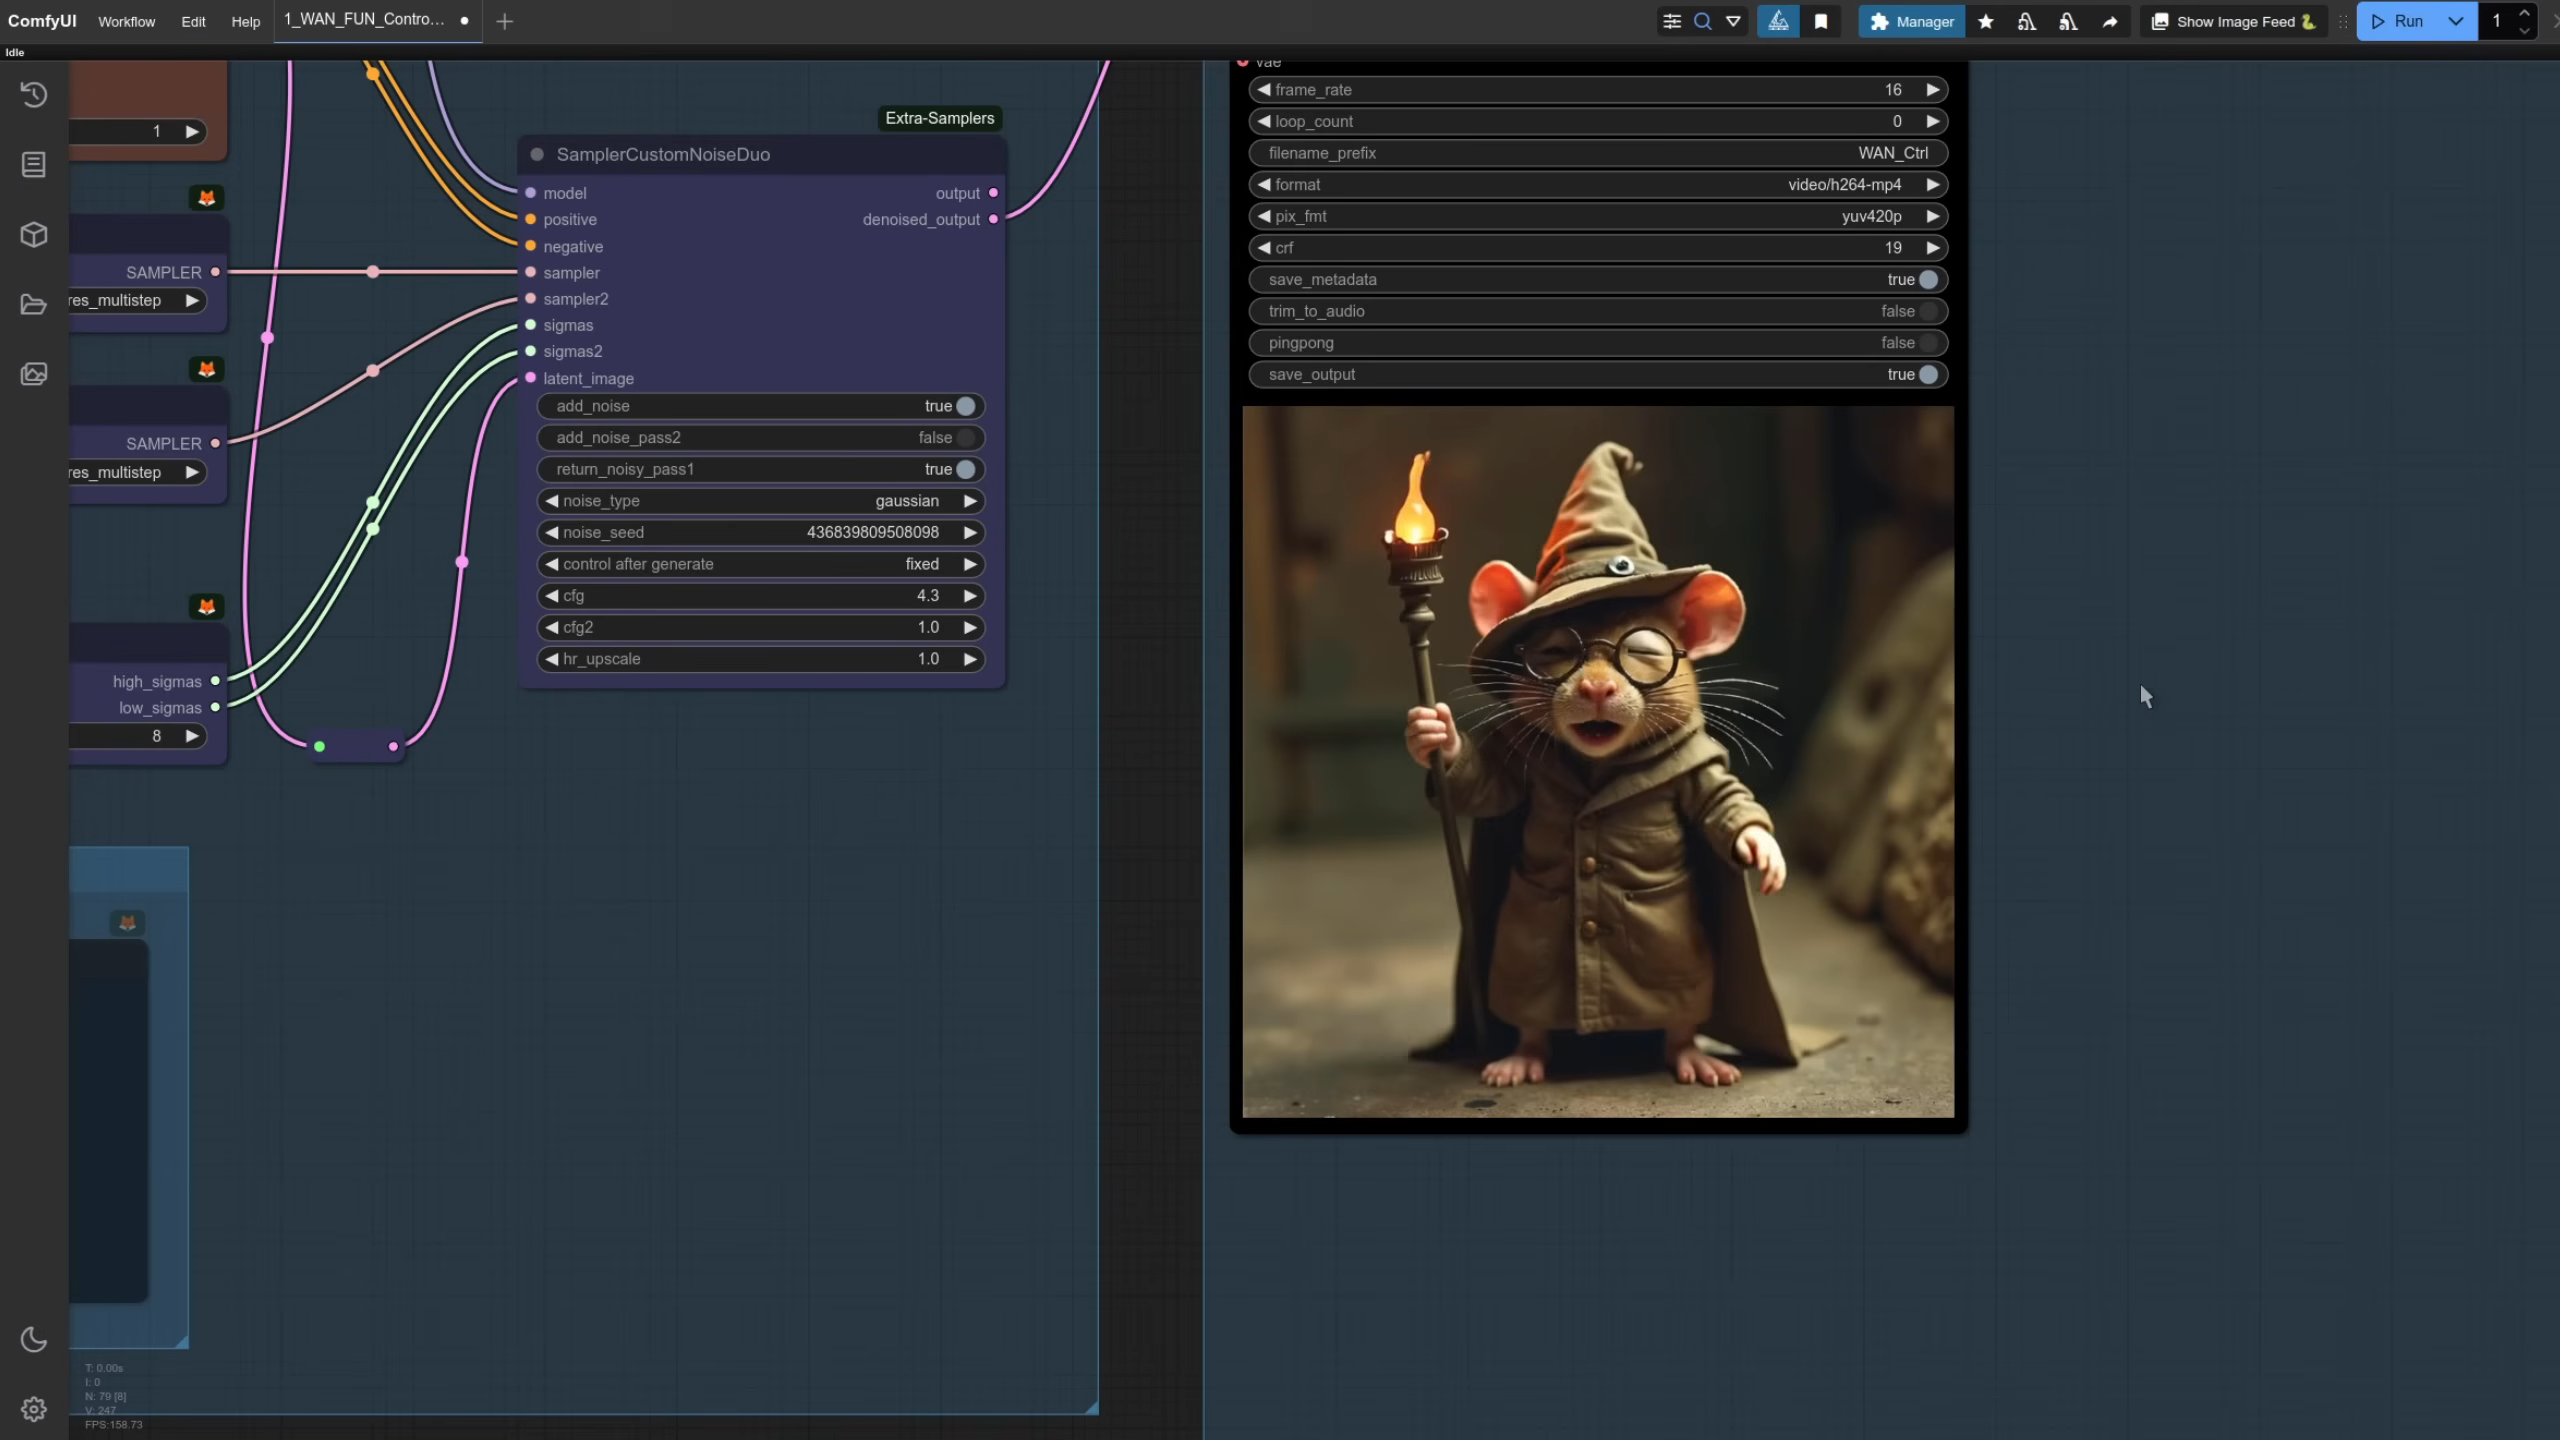 ComfyUI Workflow Edit Help 1_WAN_FUN_Contro… Manager Show Image Feed Run 1
Idle
1
SAMPLER
res_multistep
SAMPLER
res_multistep
high_sigmas
low_sigmas
8
Extra-Samplers
SamplerCustomNoiseDuo
model output
positive denoised_output
negative
sampler
sampler2
sigmas
sigmas2
latent_image
add_noise true
add_noise_pass2 false
return_noisy_pass1 true
noise_type gaussian
noise_seed 436839809508098
control after generate fixed
cfg 4.3
cfg2 1.0
hr_upscale 1.0
vae
frame_rate 16
loop_count 0
filename_prefix WAN_Ctrl
format video/h264-mp4
pix_fmt yuv420p
crf 19
save_metadata true
trim_to_audio false
pingpong false
save_output true
T: 0.00s
I: 0
N: 79 [8]
V: 247
FPS:158.73